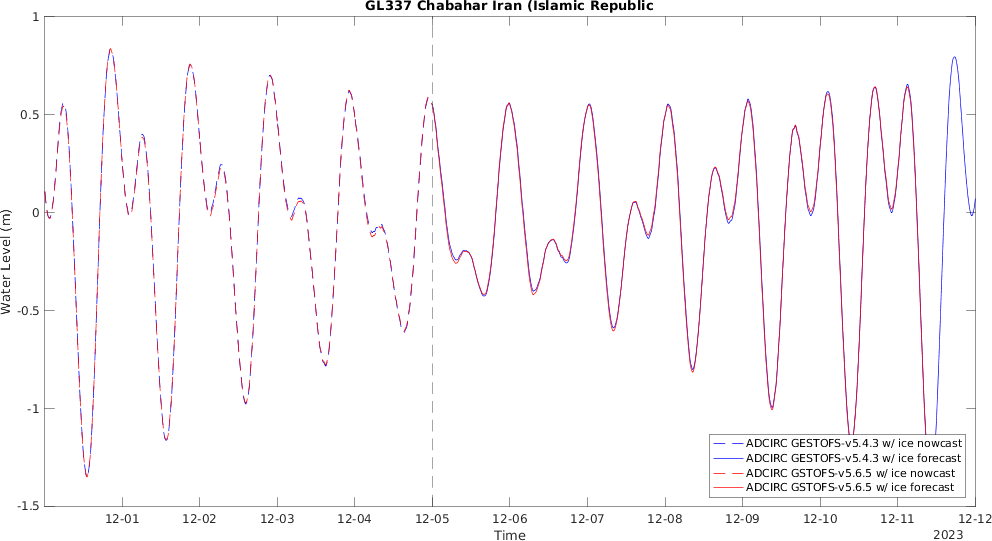 GL337 Chabahar Iran (Islamic Republic
1
0.5
0
-0.5
-1
-1.5
Water Level (m)
12-01 12-02 12-03 12-04 12-05 12-06 12-07 12-08 12-09 12-10 12-11 12-12
Time
2023
ADCIRC GESTOFS-v5.4.3 w/ ice nowcast
ADCIRC GESTOFS-v5.4.3 w/ ice forecast
ADCIRC GSTOFS-v5.6.5 w/ ice nowcast
ADCIRC GSTOFS-v5.6.5 w/ ice forecast